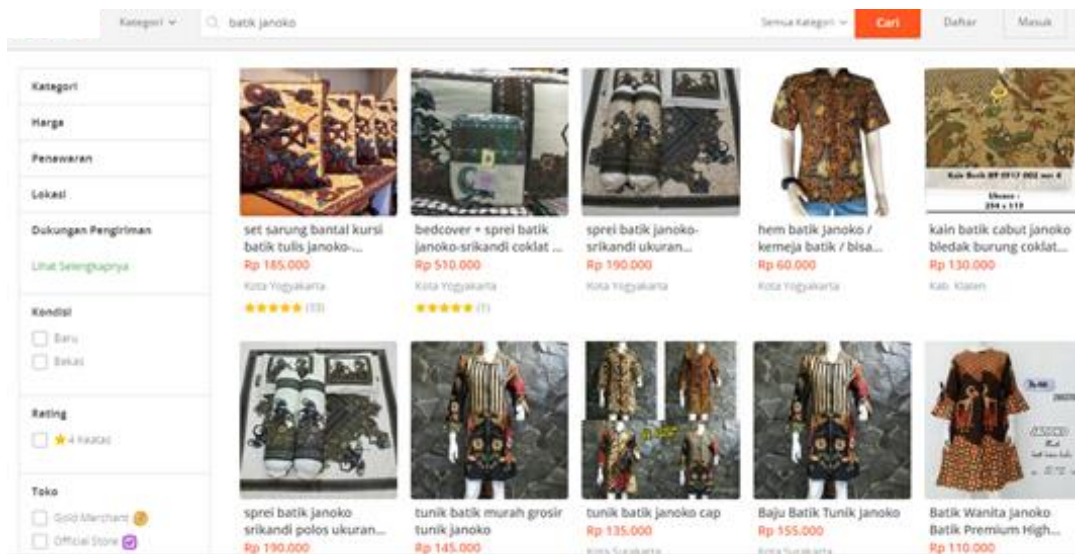 Kategori
batik janoko
Semua Kategori
Cari
Daftar
Masuk
Kategori
Harga
Penawaran
Lokasi
Dukungan Pengiriman
Lihat Selengkapnya
Kondisi
Baru
Bekas
Rating
4 Keatas
Toko
Gold Merchant
Official Store
set sarung bantal kursi
batik tulis janoko-...
Rp 185.000
Kota Yogyakarta
(10)
bedcover + sprei batik
janoko-srikandi coklat ...
Rp 510.000
Kota Yogyakarta
(1)
sprei batik janoko-
srikandi ukuran...
Rp 190.000
Kota Yogyakarta
hem batik Janoko /
kemeja batik / bisa...
Rp 60.000
Kota Yogyakarta
Ukuran :
kain batik cabut janoko
bledak burung coklat...
Rp 130.000
Kab. Klaten
sprei batik janoko
srikandi polos ukuran...
Rp 190.000
tunik batik murah grosir
tunik janoko
Rp 145.000
tunik batik janoko cap
Rp 135.000
Kota Surakarta
Baju Batik Tunik Janoko
Rp 155.000
Kota Surakarta
Batik Wanita Janoko
Batik Premium High...
Rp 110.000